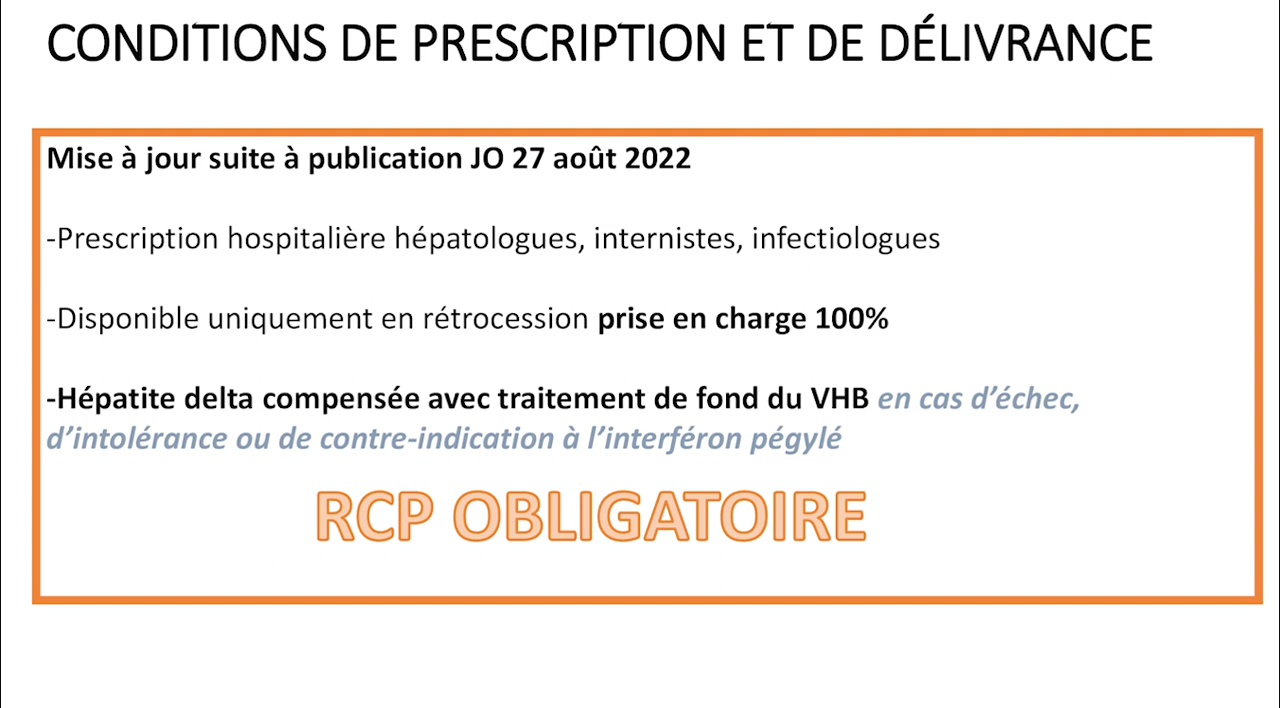 CONDITIONS DE PRESCRIPTION ET DE DÉLIVRANCE
Mise à jour suite à publication JO 27 août 2022
-Prescription hospitalière hépatologues, internistes, infectiologues
-Disponible uniquement en rétrocession prise en charge 100%
-Hépatite delta compensée avec traitement de fond du VHB en cas d’échec,
d’intolérance ou de contre-indication à l’interféron pégylé
RCP OBLIGATOIRE